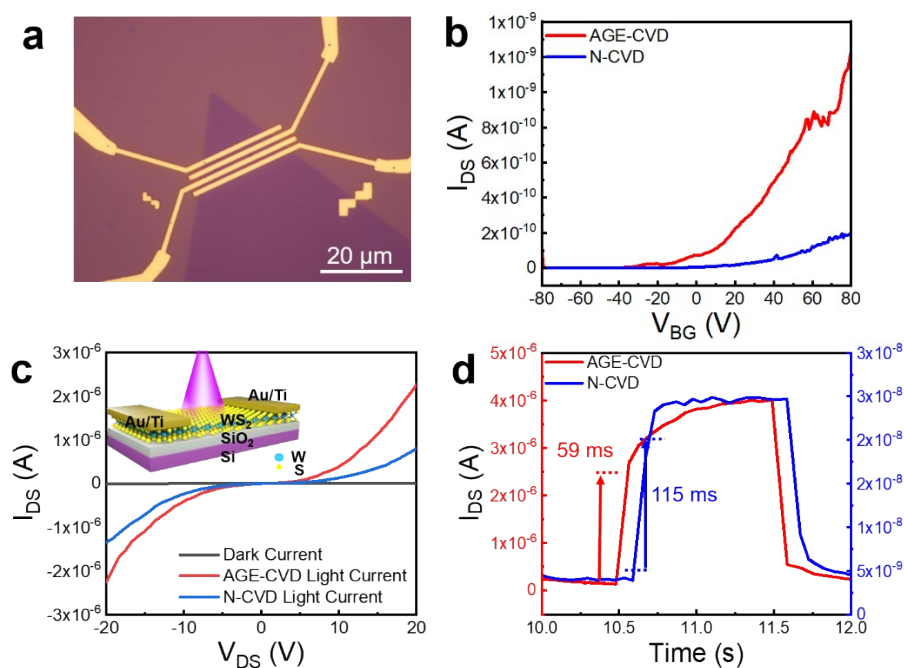 a
20 μm
b
AGE-CVD
N-CVD
1x10⁻⁹
1x10⁻⁹
8x10⁻¹⁰
6x10⁻¹⁰
4x10⁻¹⁰
2x10⁻¹⁰
0
I_DS (A)
-80 -60 -40 -20 0 20 40 60 80
V_BG (V)
c
3x10⁻⁶
2x10⁻⁶
1x10⁻⁶
0
-1x10⁻⁶
-2x10⁻⁶
-3x10⁻⁶
I_DS (A)
Au/Ti
Au/Ti
WS₂
SiO₂
Si
W
S
Dark Current
AGE-CVD Light Current
N-CVD Light Current
-20 -10 0 10 20
V_DS (V)
d
AGE-CVD
N-CVD
5x10⁻⁶
4x10⁻⁶
3x10⁻⁶
2x10⁻⁶
1x10⁻⁶
0
I_DS (A)
59 ms
115 ms
3x10⁻⁸
3x10⁻⁸
2x10⁻⁸
2x10⁻⁸
1x10⁻⁸
5x10⁻⁹
0
10.0 10.5 11.0 11.5 12.0
Time (s)